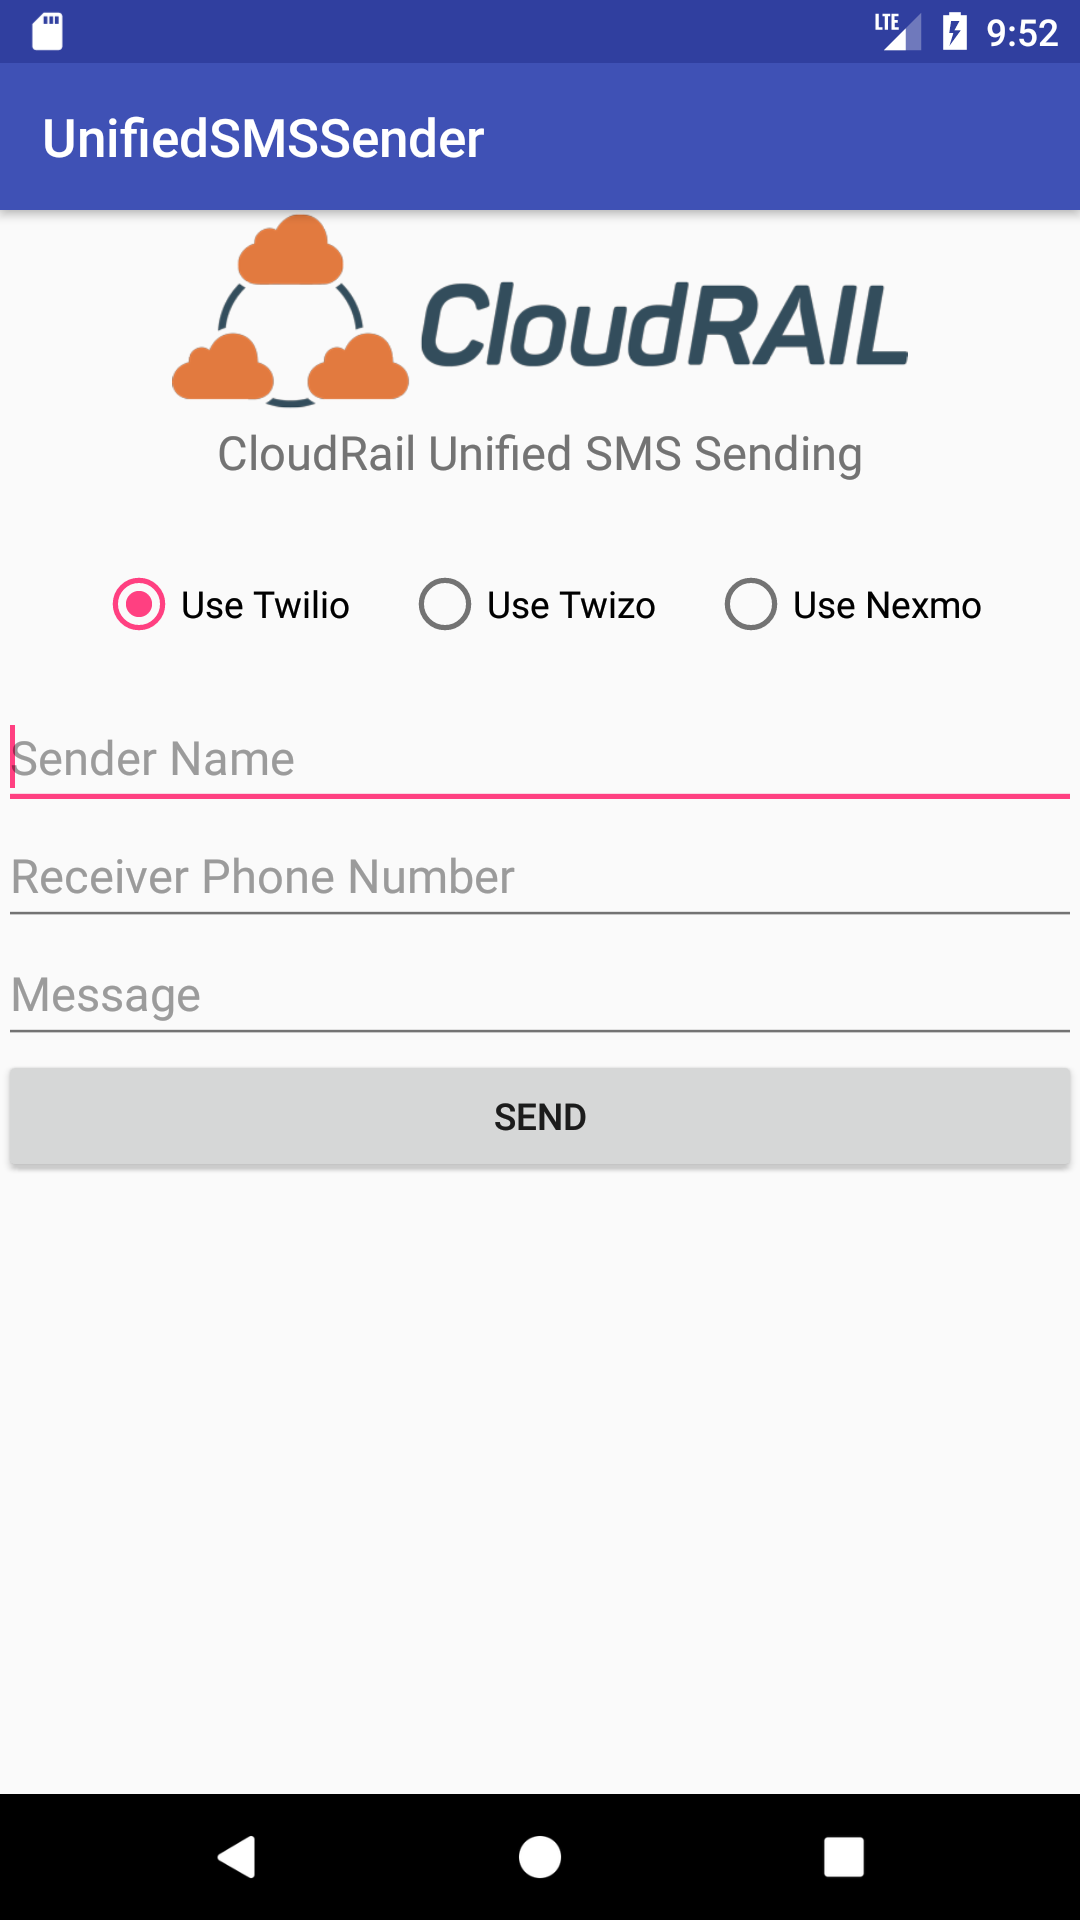 LTE 9:52
UnifiedSMSSender
CloudRAIL
CloudRail Unified SMS Sending
Use Twilio Use Twizo Use Nexmo
Sender Name
Receiver Phone Number
Message
SEND